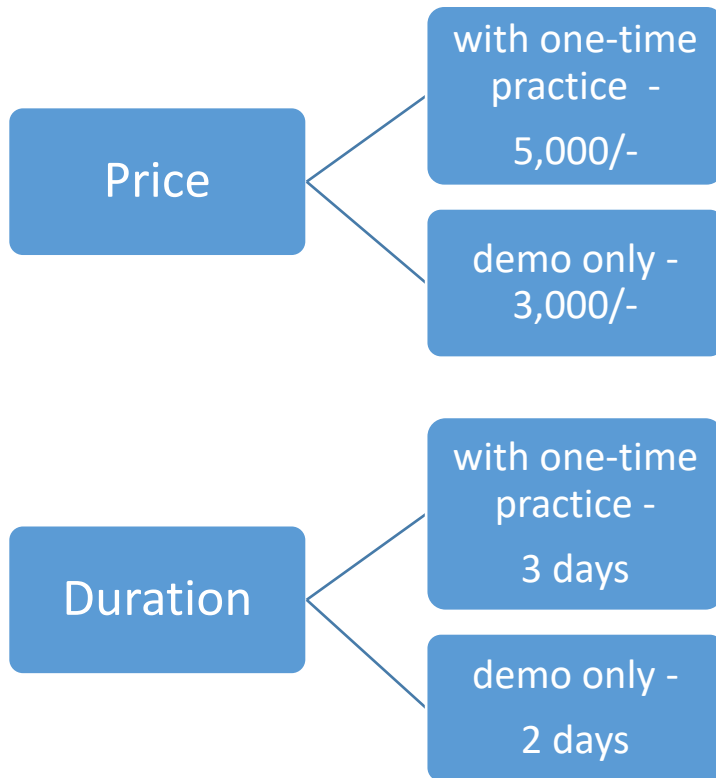 Price
with one-time
practice  -
5,000/-
demo only -
3,000/-
Duration
with one-time
practice -
3 days
demo only -
2 days